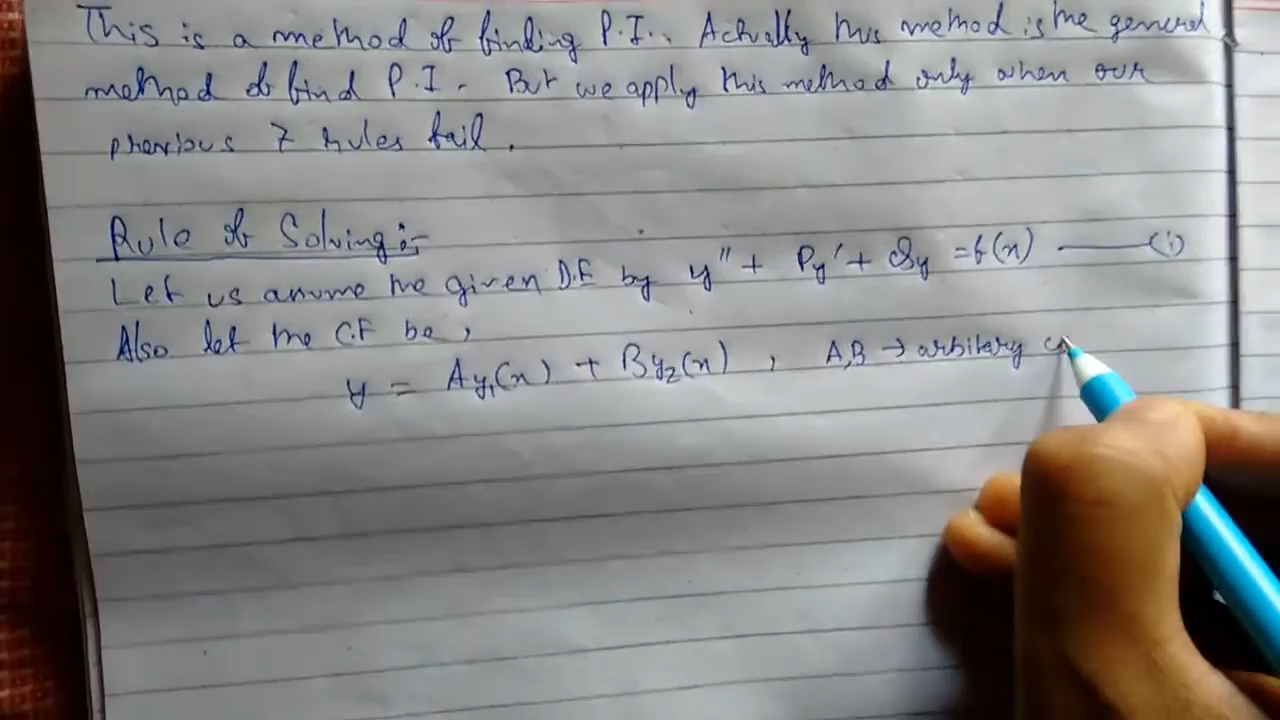 This is a method of finding P.I.. Actually this method is the general
method of find P.I. But we apply this method only when our
previous 7 rules fail.
Rule of Solving :-
Let us assume the given D.E by y'' + Py' + Qy = f(x) —— (i)
Also let the C.F be,
y = Ay₁(x) + By₂(x) , A,B → arbitary c